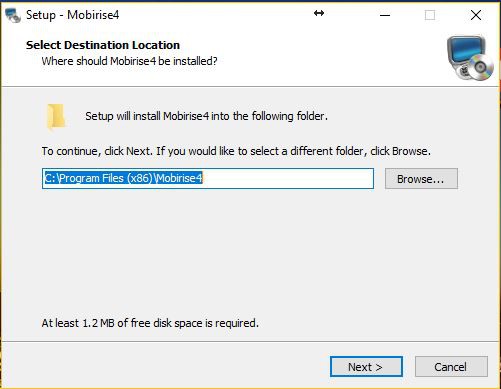 Setup - Mobirise4
Select Destination Location
Where should Mobirise4 be installed?
Setup will install Mobirise4 into the following folder.
To continue, click Next. If you would like to select a different folder, click Browse.
C:\Program Files (x86)\Mobirise4
Browse...
At least 1.2 MB of free disk space is required.
Next >
Cancel